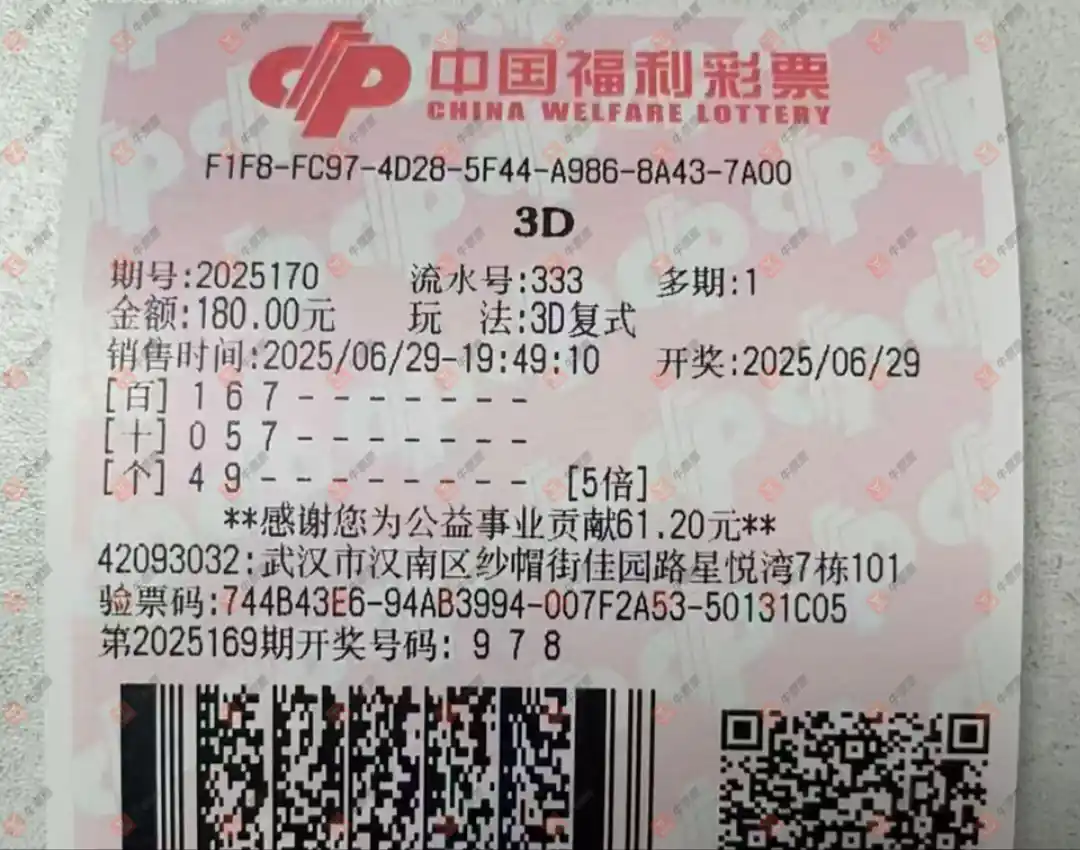 中国福利彩票
CHINA WELFARE LOTTERY
F1F8-FC97-4D28-5F44-A986-8A43-7A00
3D
期号:2025170 流水号:333 多期:1
金额:180.00元 玩 法:3D复式
销售时间:2025/06/29-19:49:10 开奖:2025/06/29
[百] 1 6 7 - - - - - - -
[十] 0 5 7 - - - - - - -
[个] 4 9 - - - - - - - - [5倍]
**感谢您为公益事业贡献61.20元**
42093032:武汉市汉南区纱帽街佳园路星悦湾7栋101
验票码:744B43E6-94AB3994-007F2A53-50131C05
第2025169期开奖号码: 9 7 8